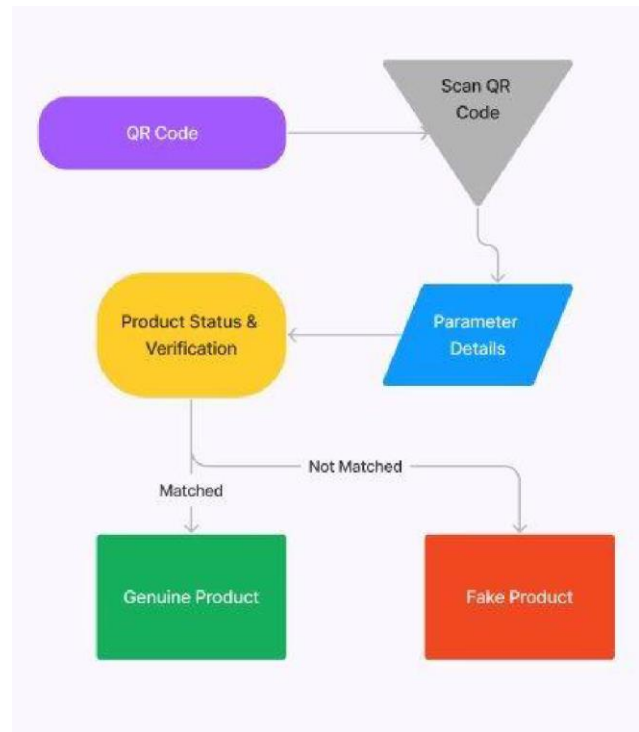 QR Code
Scan QR
Code
Product Status &
Verification
Parameter
Details
Not Matched
Matched
Genuine Product
Fake Product